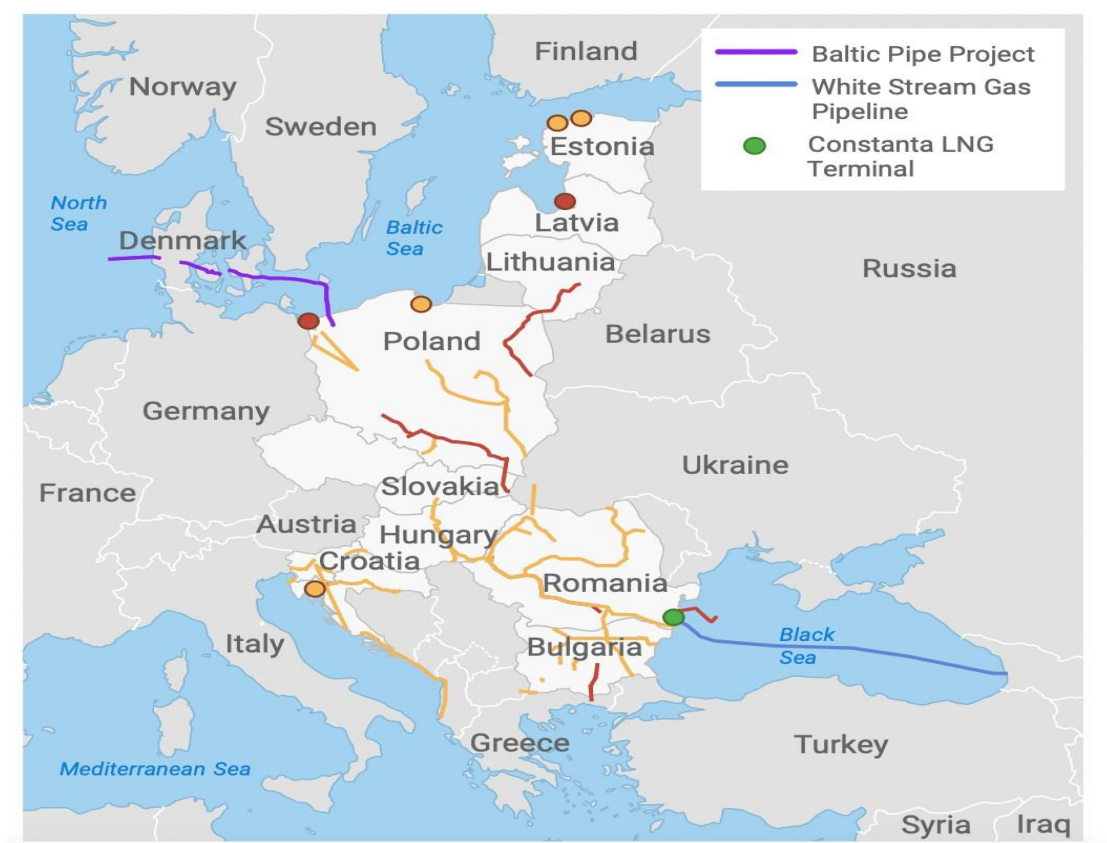 Finland
Baltic Pipe Project
White Stream Gas
Pipeline
Constanta LNG
Terminal
Norway
Sweden
Estonia
North
Sea
Denmark
Baltic
Sea
Latvia
Lithuania
Russia
Belarus
Poland
Germany
Ukraine
France
Slovakia
Austria
Hungary
Croatia
Romania
Italy
Bulgaria
Black
Sea
Greece
Turkey
Mediterranean Sea
Syria
Iraq